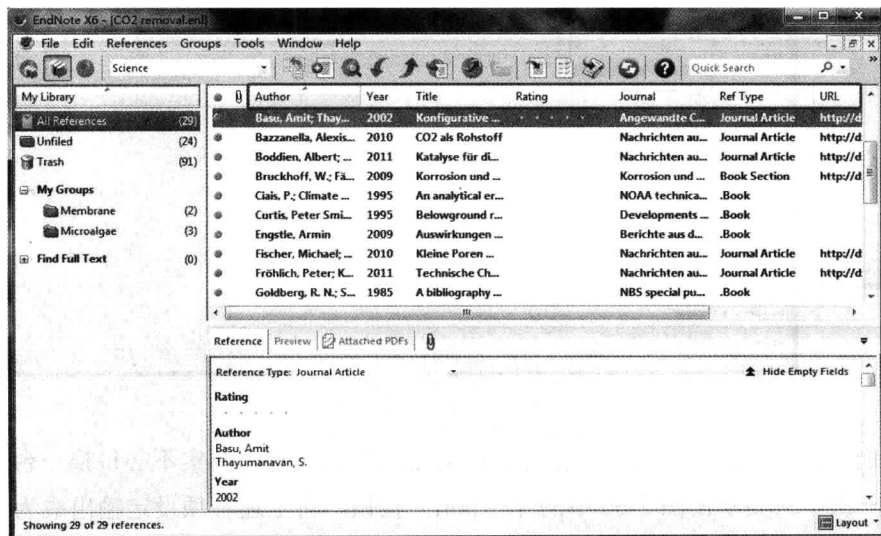 EndNote X6 - [CO2 removal.enl]
File Edit References Groups Tools Window Help
Science Quick Search
My Library Author Year Title Rating Journal Ref Type URL
All References (29) Basu, Amit; Thay... 2002 Konfigurative ... Angewandte C... Journal Article http://d
Unfiled (24) Bazzanella, Alexis... 2010 CO2 als Rohstoff Nachrichten au... Journal Article http://d
Trash (91) Boddien, Albert; ... 2011 Katalyse für di... Nachrichten au... Journal Article http://d
Bruckhoff, W.; Fä... 2009 Korrosion und ... Korrosion und ... Book Section http://d
My Groups Ciais, P.; Climate ... 1995 An analytical er... NOAA technica... .Book
Membrane (2) Curtis, Peter Smi... 1995 Belowground r... Developments ... .Book
Microalgae (3) Engstle, Armin 2009 Auswirkungen ... Berichte aus d... .Book
Find Full Text (0) Fischer, Michael; ... 2010 Kleine Poren ... Nachrichten au... Journal Article http://d
Fröhlich, Peter; K... 2011 Technische Ch... Nachrichten au... Journal Article http://d
Goldberg, R. N.; S... 1985 A bibliography ... NBS special pu... .Book
Reference Preview Attached PDFs
Reference Type: Journal Article Hide Empty Fields
Rating
Author
Basu, Amit
Thayumanavan, S.
Year
2002
Showing 29 of 29 references. Layout